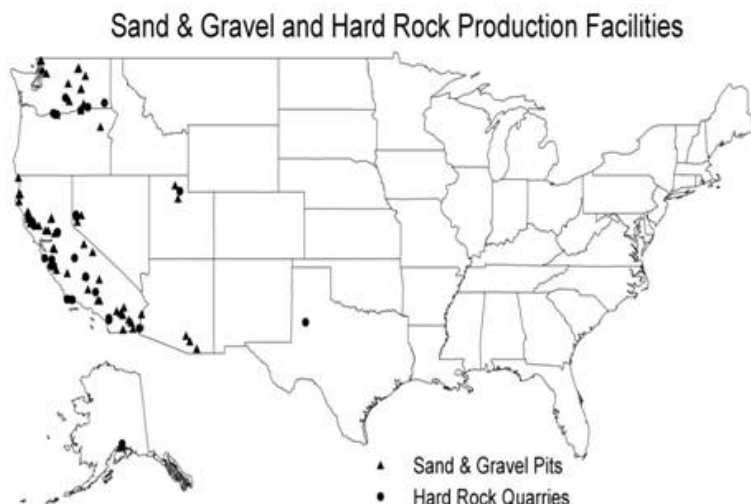 Sand & Gravel and Hard Rock Production Facilities
Sand & Gravel Pits
Hard Rock Quarries